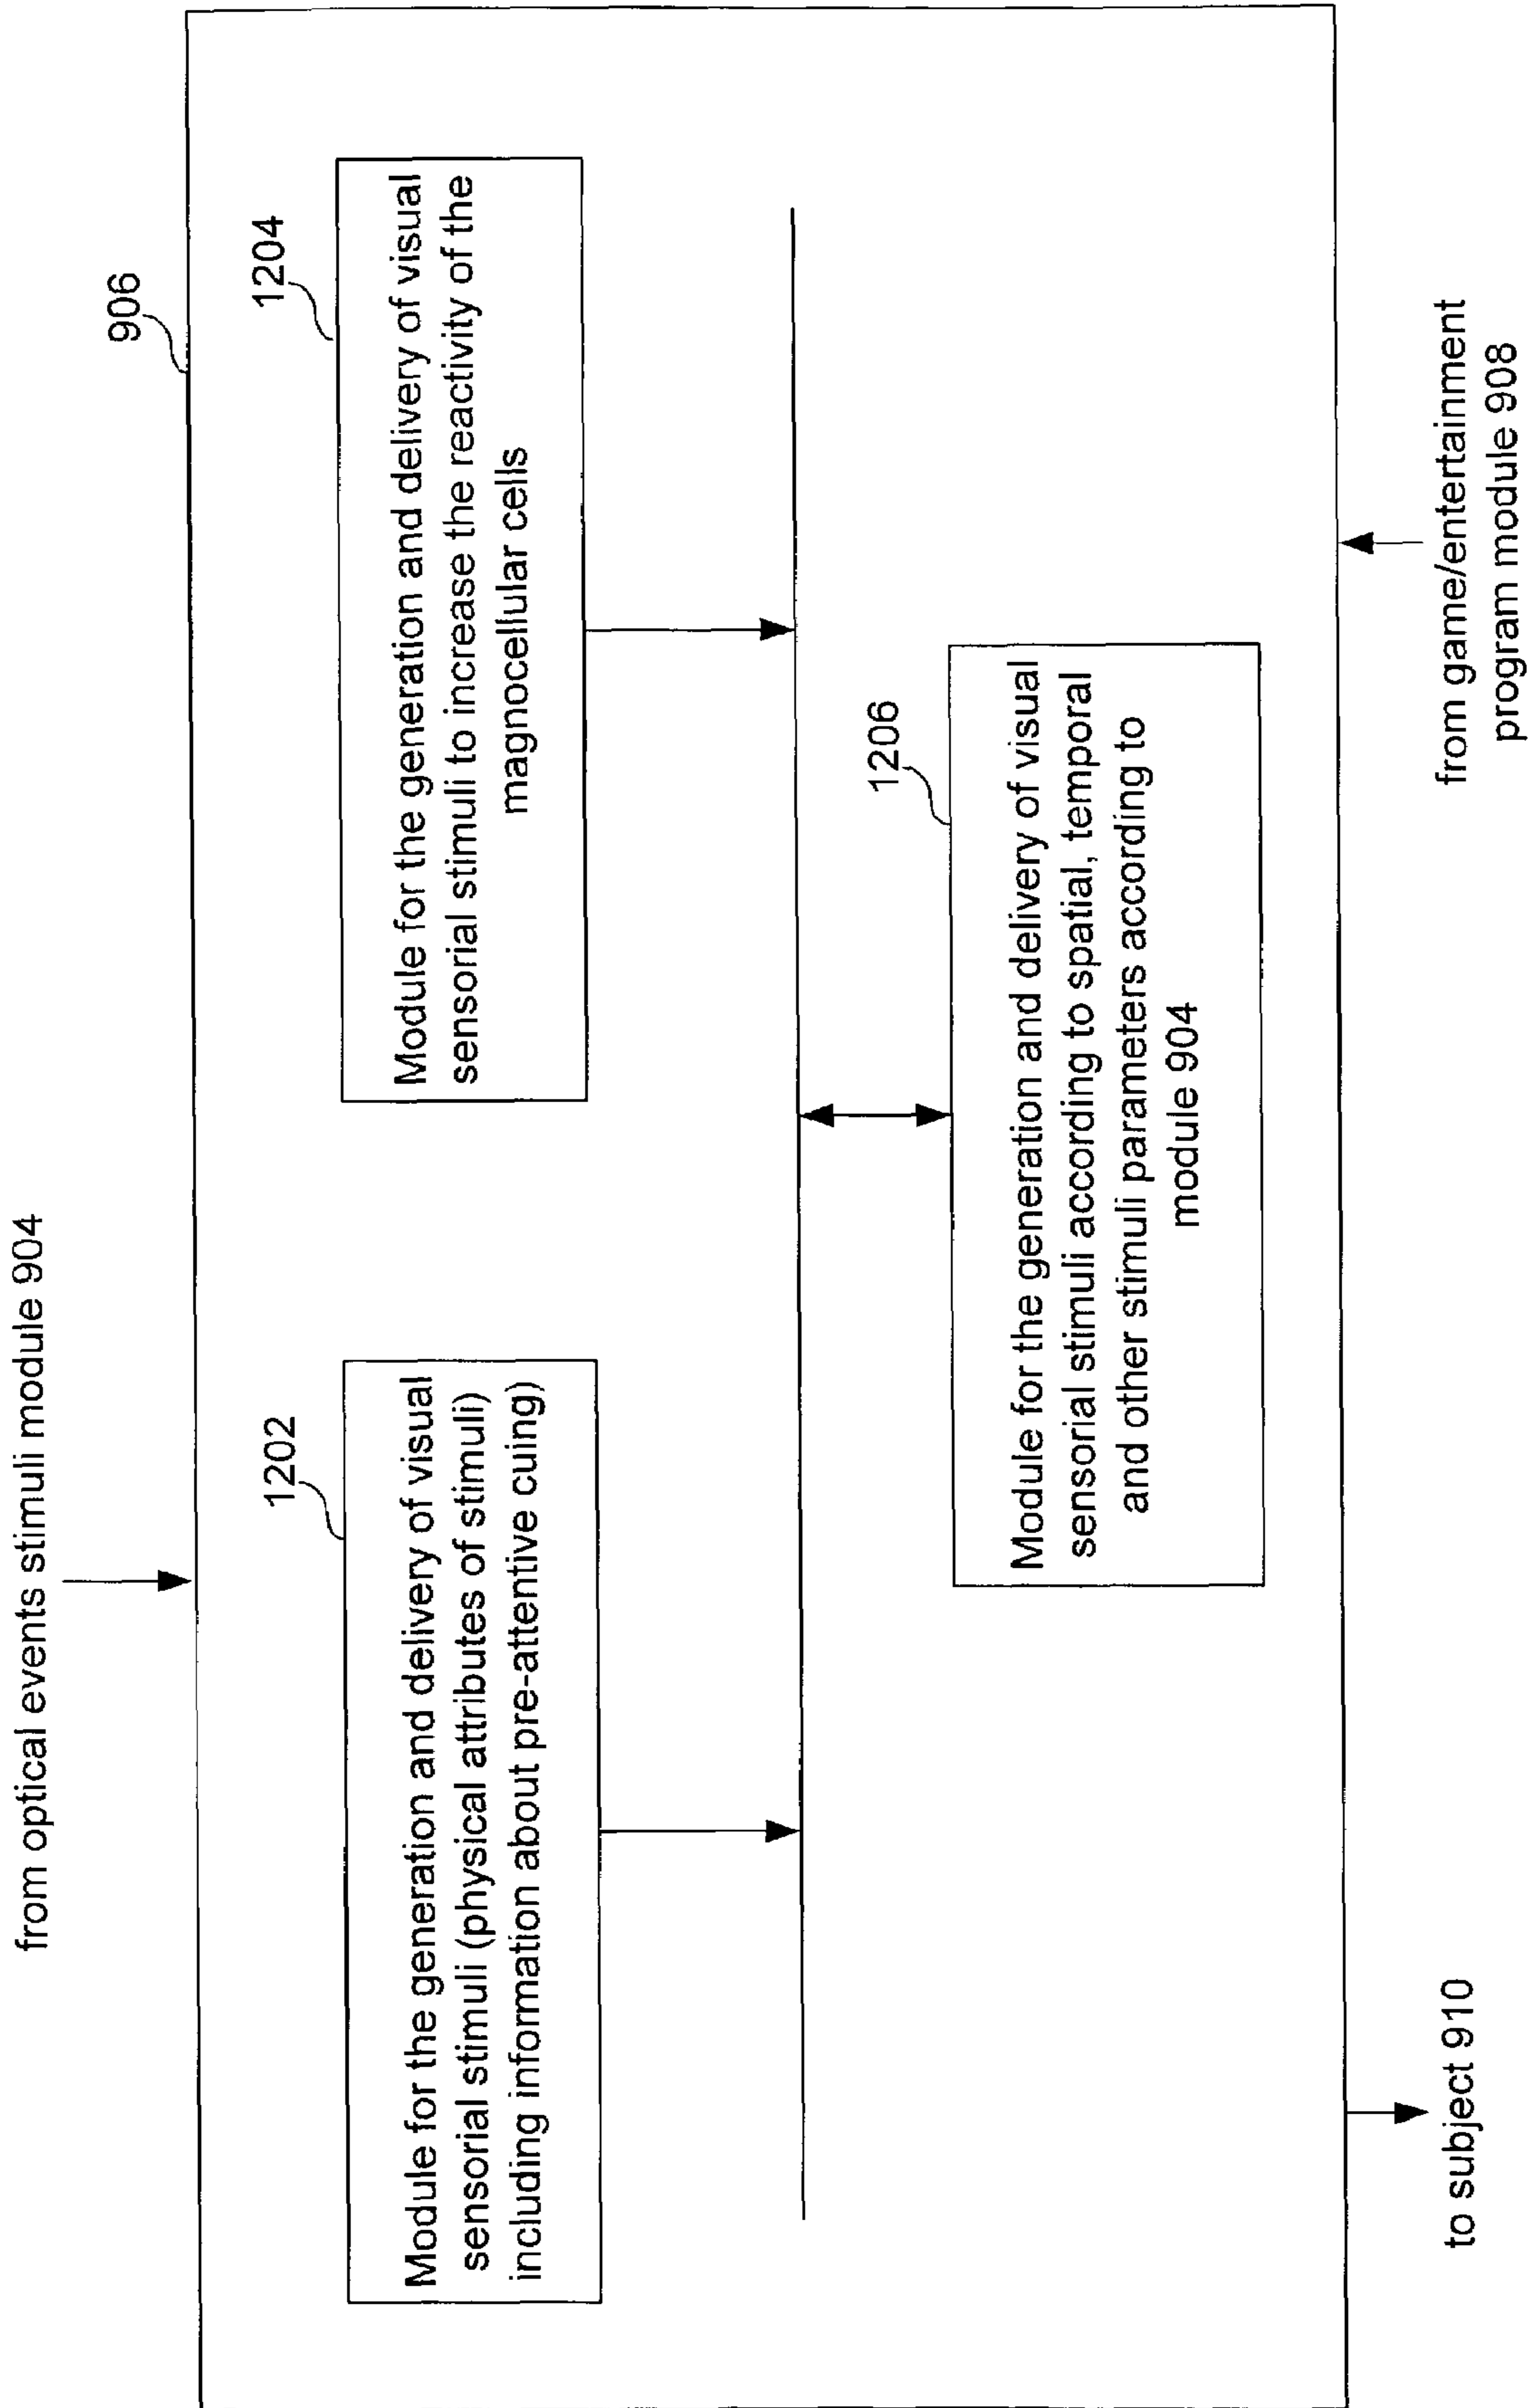 from optical events stimuli module 904
906
1202
Module for the generation and delivery of visual
sensorial stimuli (physical attributes of stimuli)
including information about pre-attentive cuing)
1204
Module for the generation and delivery of visual
sensorial stimuli to increase the reactivity of the
magnocellular cells
1206
Module for the generation and delivery of visual
sensorial stimuli according to spatial, temporal
and other stimuli parameters according to
module 904
to subject 910
from game/entertainment
program module 908